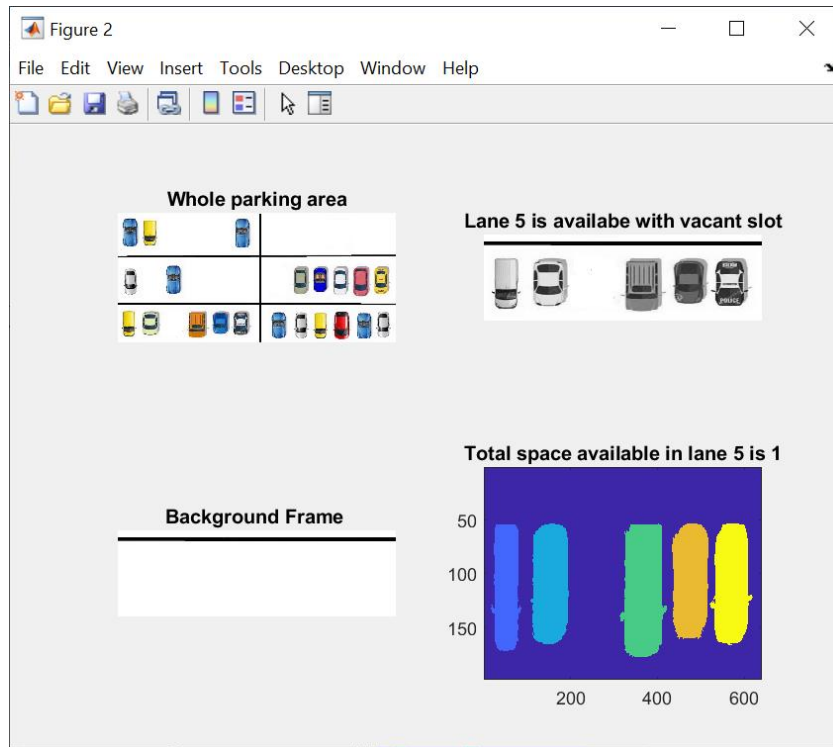 Figure 2
File Edit View Insert Tools Desktop Window Help
Whole parking area
Lane 5 is availabe with vacant slot
POLICE
Background Frame
Total space available in lane 5 is 1
50
100
150
200 400 600